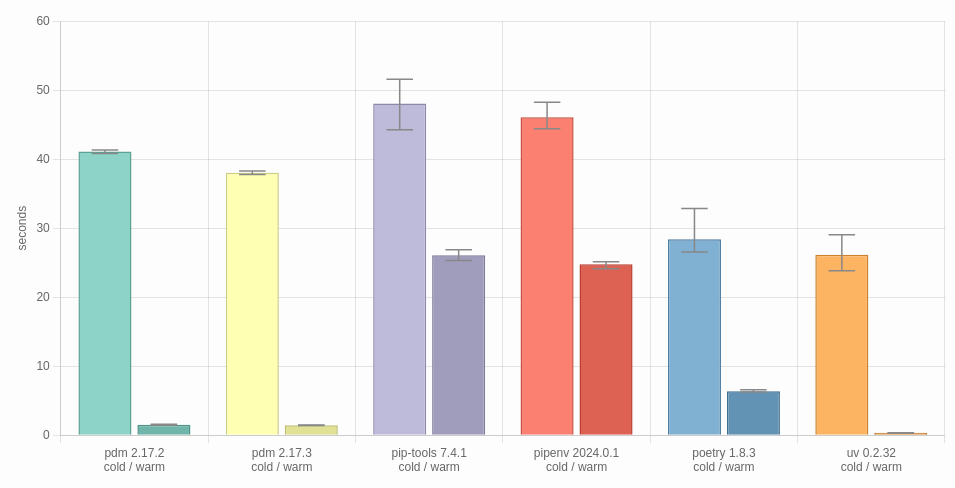 60
50
40
30
20
10
0
seconds
pdm 2.17.2
cold / warm
pdm 2.17.3
cold / warm
pip-tools 7.4.1
cold / warm
pipenv 2024.0.1
cold / warm
poetry 1.8.3
cold / warm
uv 0.2.32
cold / warm